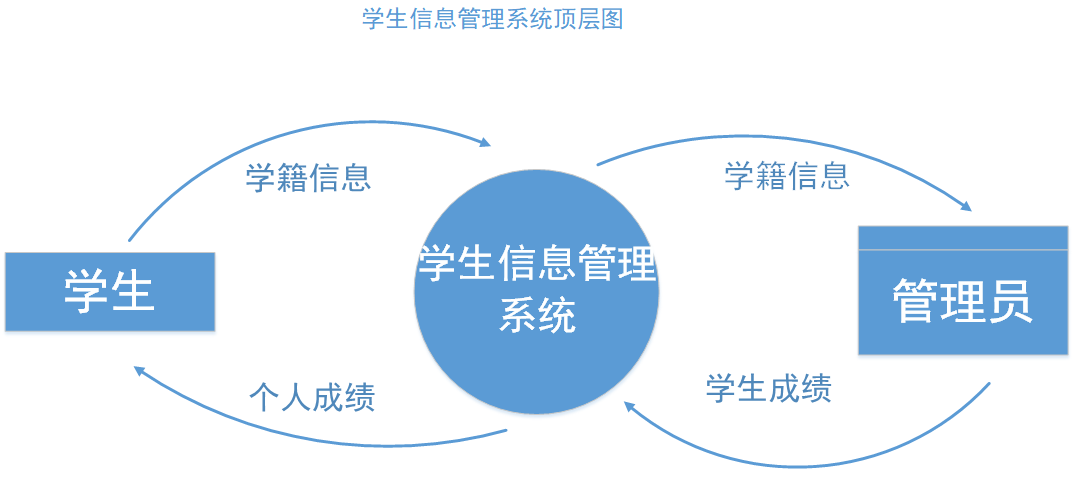 学生信息管理系统顶层图
学籍信息
学籍信息
学生
学生信息管理
系统
管理员
个人成绩
学生成绩